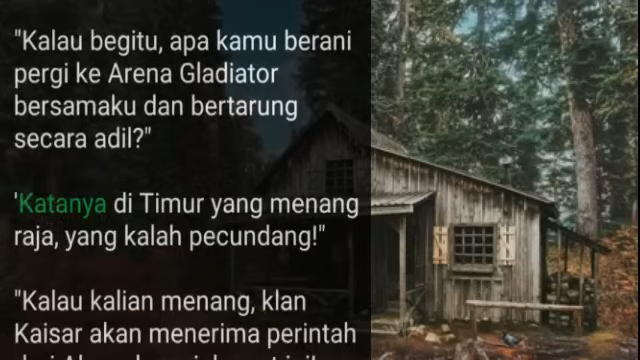 "Kalau begitu, apa kamu berani
pergi ke Arena Gladiator
bersamaku dan bertarung
secara adil?"
'Katanya di Timur yang menang
raja, yang kalah pecundang!"
"Kalau kalian menang, klan
Kaisar akan menerima perintah